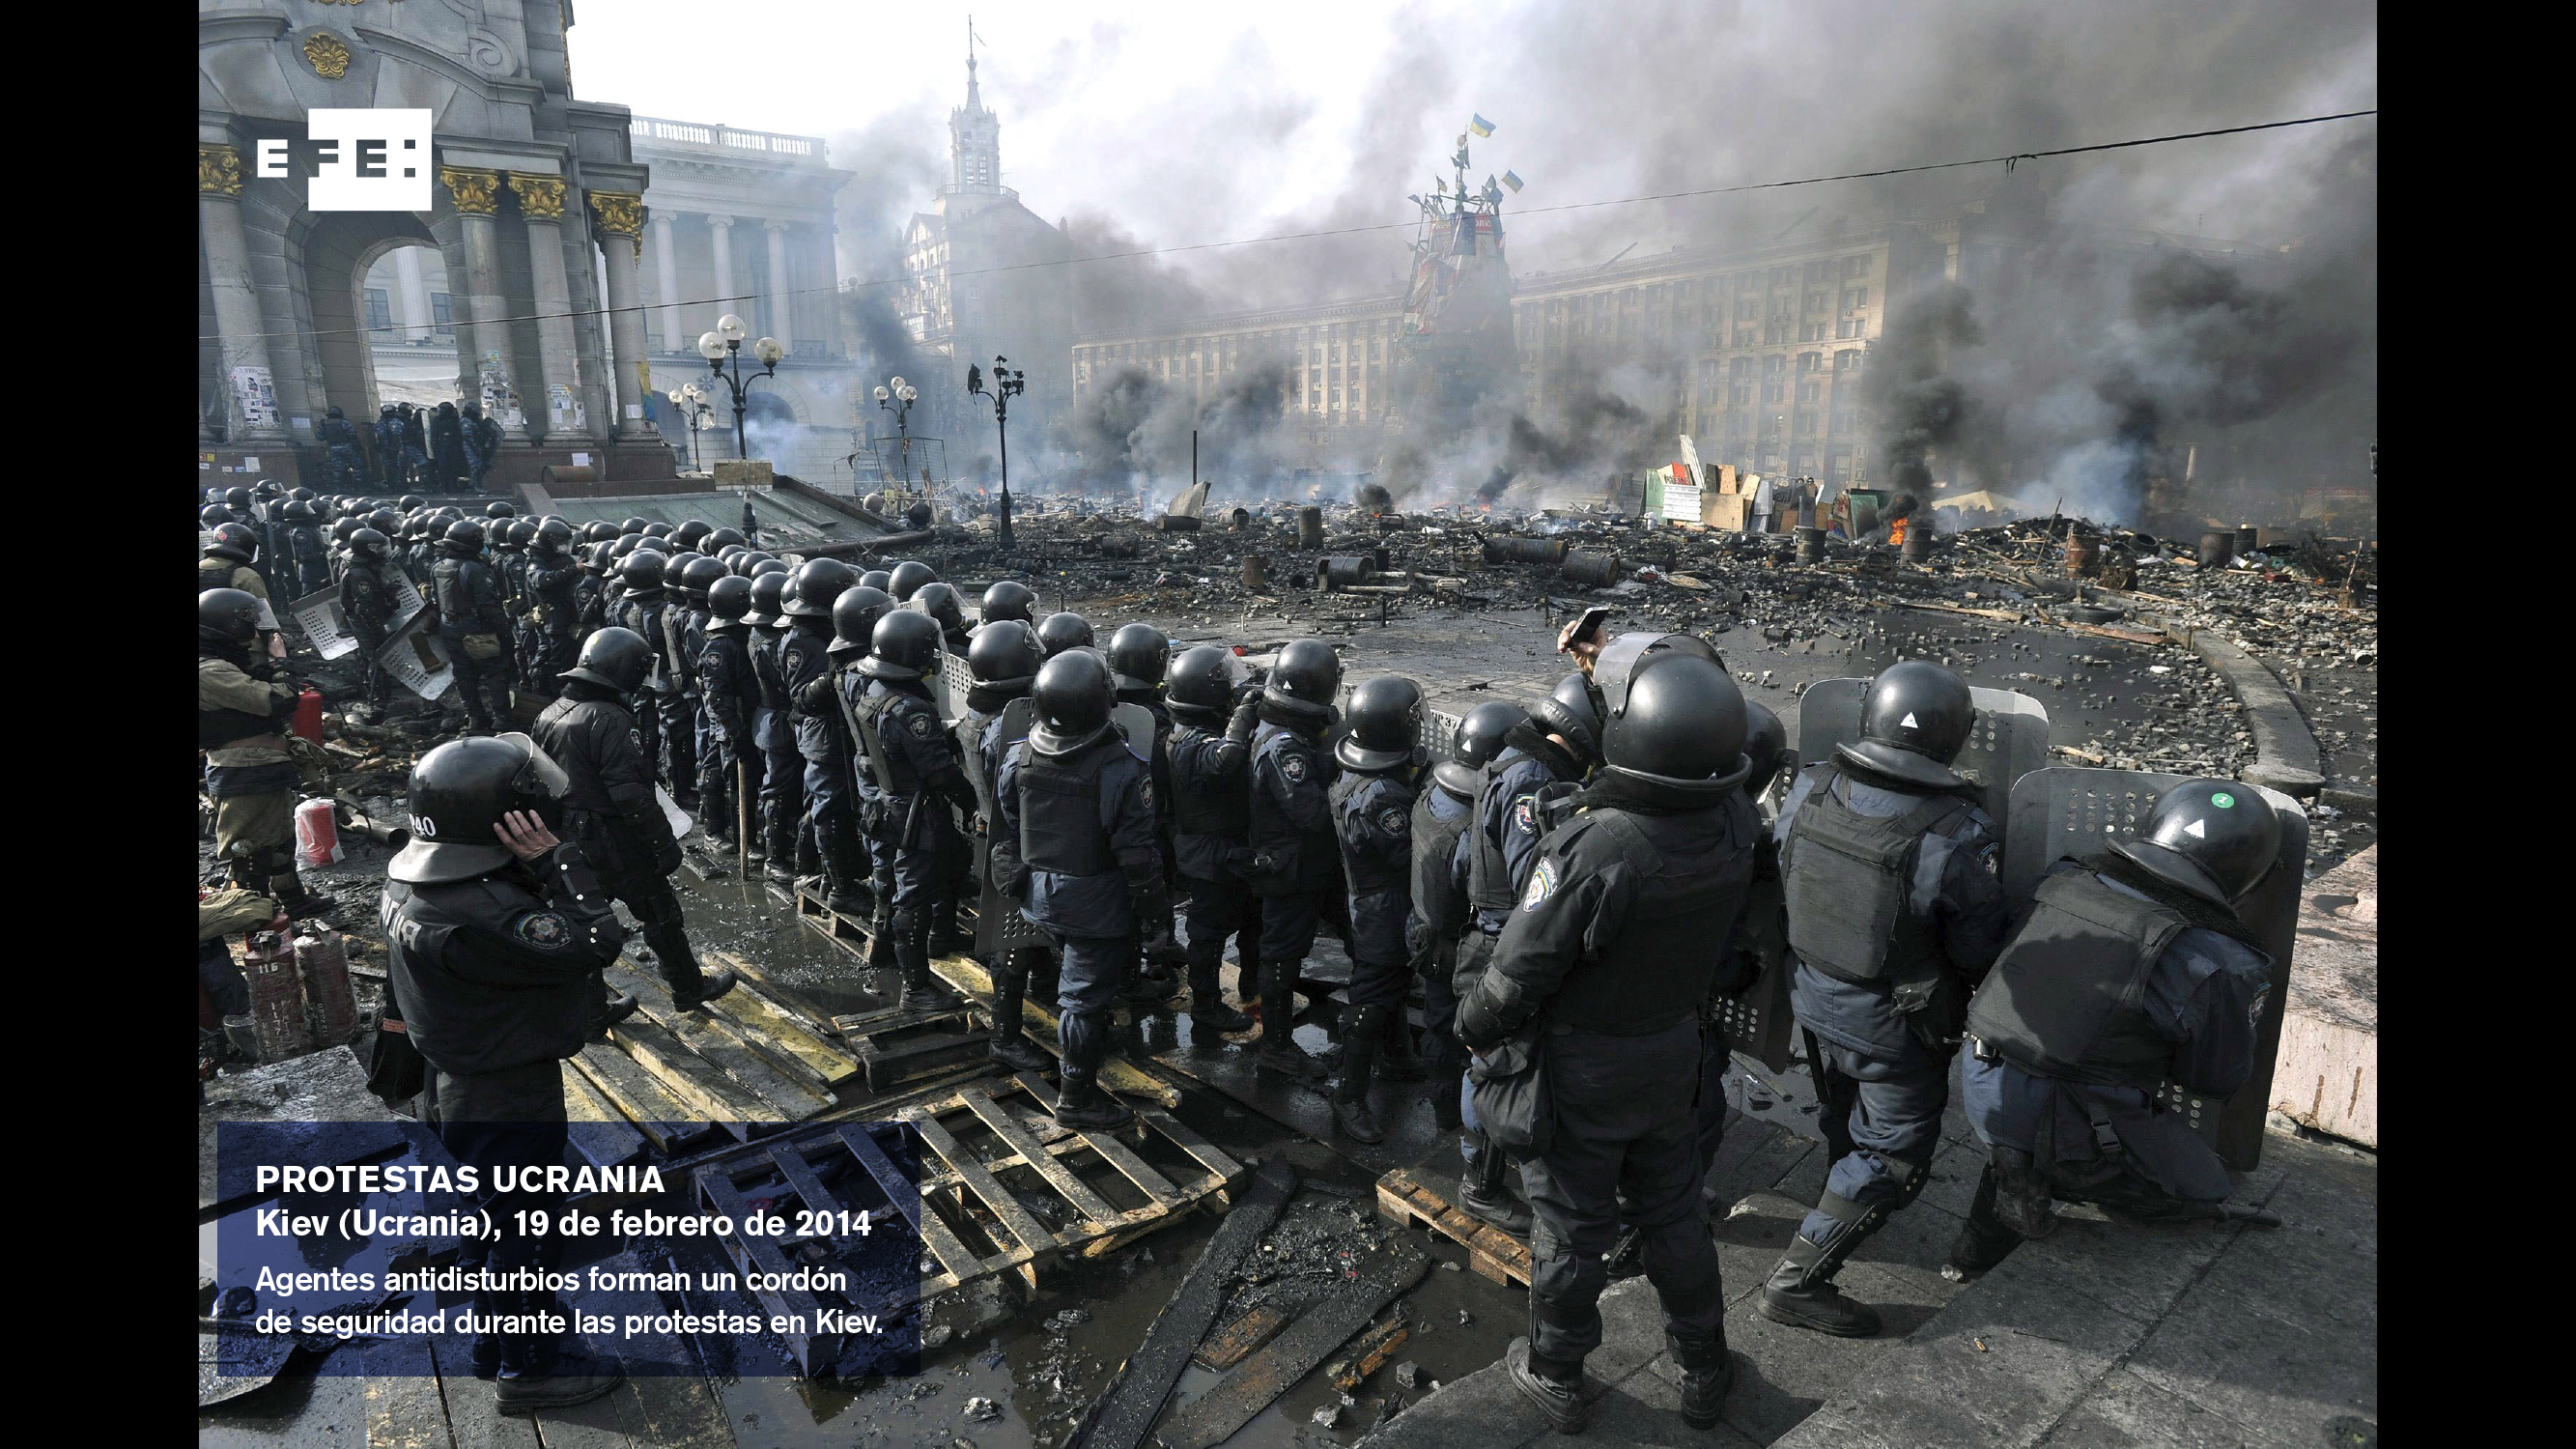 EFE:
240
PROTESTAS UCRANIA
Kiev (Ucrania), 19 de febrero de 2014
Agentes antidisturbios forman un cordón
de seguridad durante las protestas en Kiev.